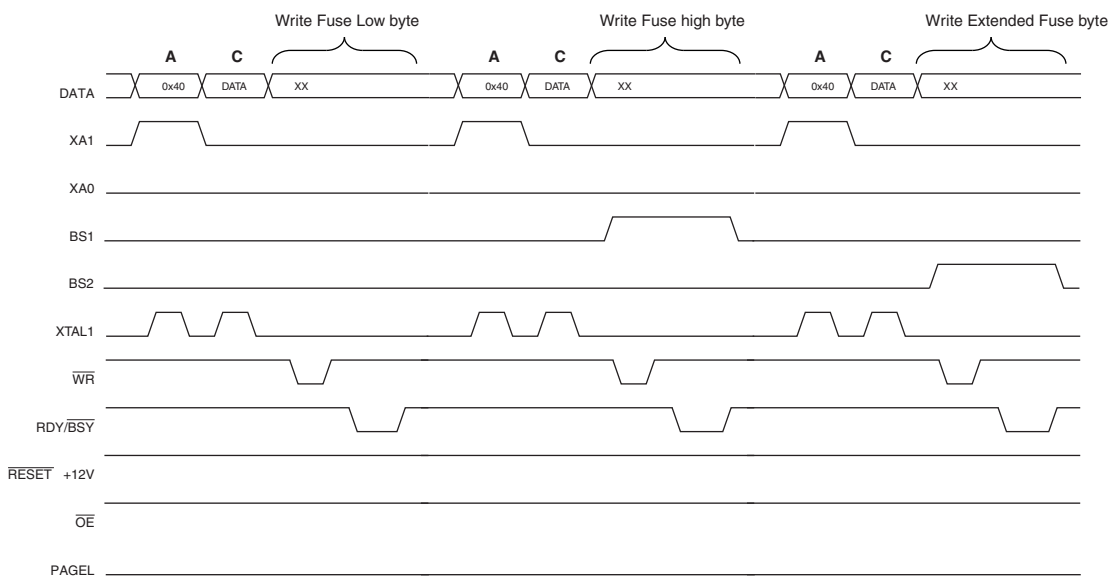 Write Fuse Low byte Write Fuse high byte Write Extended Fuse byte
A C A C A C
DATA 0x40 DATA XX 0x40 DATA XX 0x40 DATA XX
XA1
XA0
BS1
BS2
XTAL1
WR
RDY/BSY
RESET +12V
OE
PAGEL